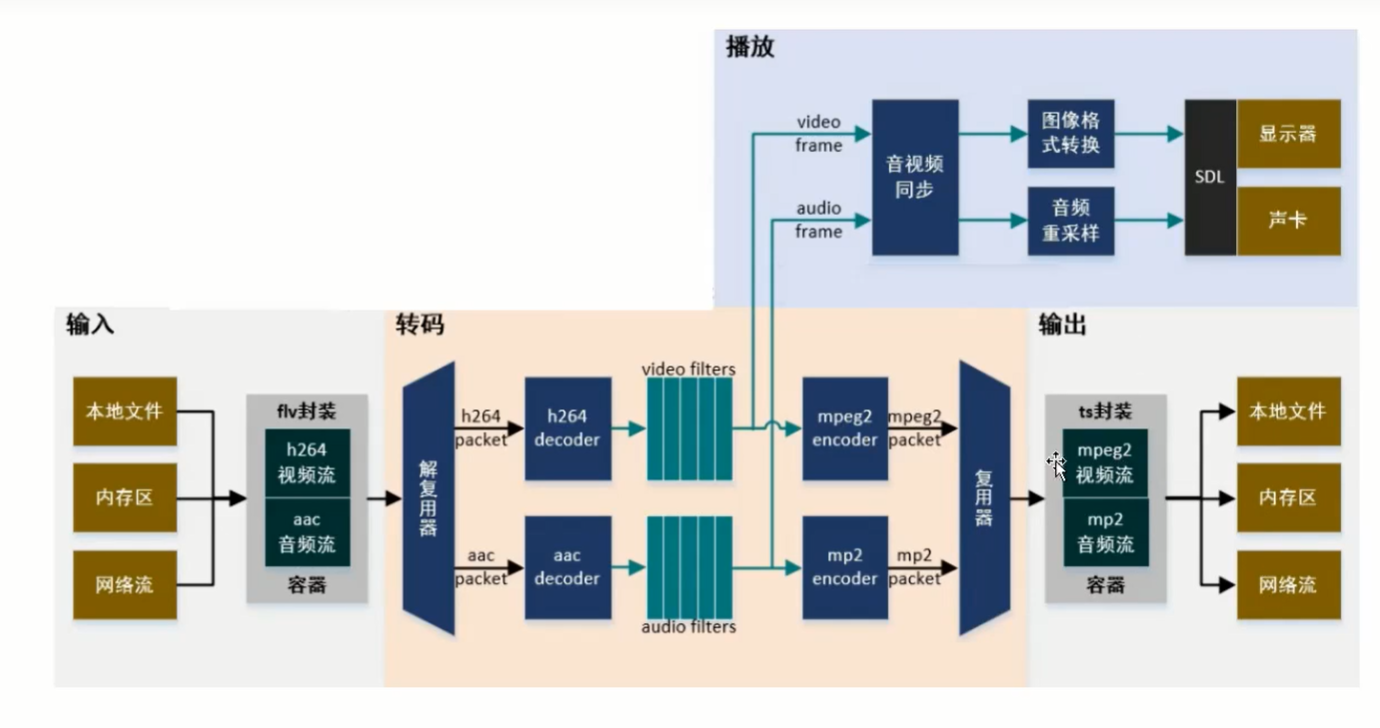 播放
video
frame
audio
frame
音视频
同步
图像格
式转换
音频
重采样
SDL
显示器
声卡
输入
本地文件
内存区
网络流
flv封装
h264
视频流
aac
音频流
容器
转码
解
复
用
器
h264
packet
aac
packet
h264
decoder
aac
decoder
video filters
audio filters
mpeg2
encoder
mp2
encoder
mpeg2
packet
mp2
packet
复
用
器
输出
ts封装
mpeg2
视频流
mp2
音频流
容器
本地文件
内存区
网络流